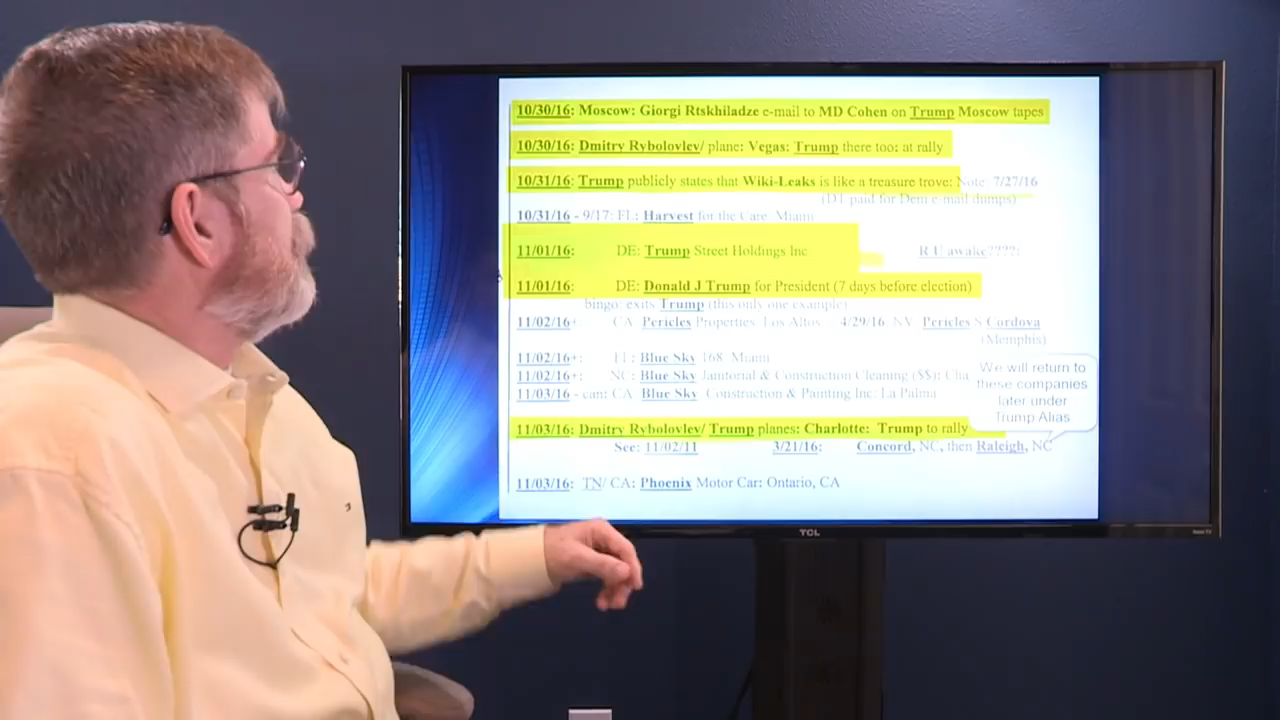 10/30/16: Moscow: Giorgi Rtskhiladze e-mail to MD Cohen on Trump Moscow tapes
10/30/16: Dmitry Rybolovlev/ plane: Vegas: Trump there too: at rally
10/31/16: Trump publicly states that Wiki-Leaks is like a treasure trove: Note: 7/27/16
(DT paid for Dem e-mail dumps)
10/31/16 - 9/17: FL: Harvest for the Care Miami
11/01/16: DE: Trump Street Holdings Inc R U awake????:
11/01/16: DE: Donald J Trump for President (7 days before election)
bingo: exits Trump (this only one example)
11/02/16+ CA Pericles Properties Los Altos 4/29/16 NV Pericles S Cordova
(Memphis)
11/02/16+: FL: Blue Sky 168 Miami
11/02/16+: NC: Blue Sky Janitorial & Construction Cleaning ($$): Cha
11/03/16 - can: CA Blue Sky Construction & Painting Inc: La Palma
We will return to
these companies
later under
Trump Alias
11/03/16: Dmitry Rybolovlev/ Trump planes: Charlotte: Trump to rally
See: 11/02/11 3/21/16: Concord, NC, then Raleigh, NC
11/03/16: TN/ CA: Phoenix Motor Car: Ontario, CA
TCL